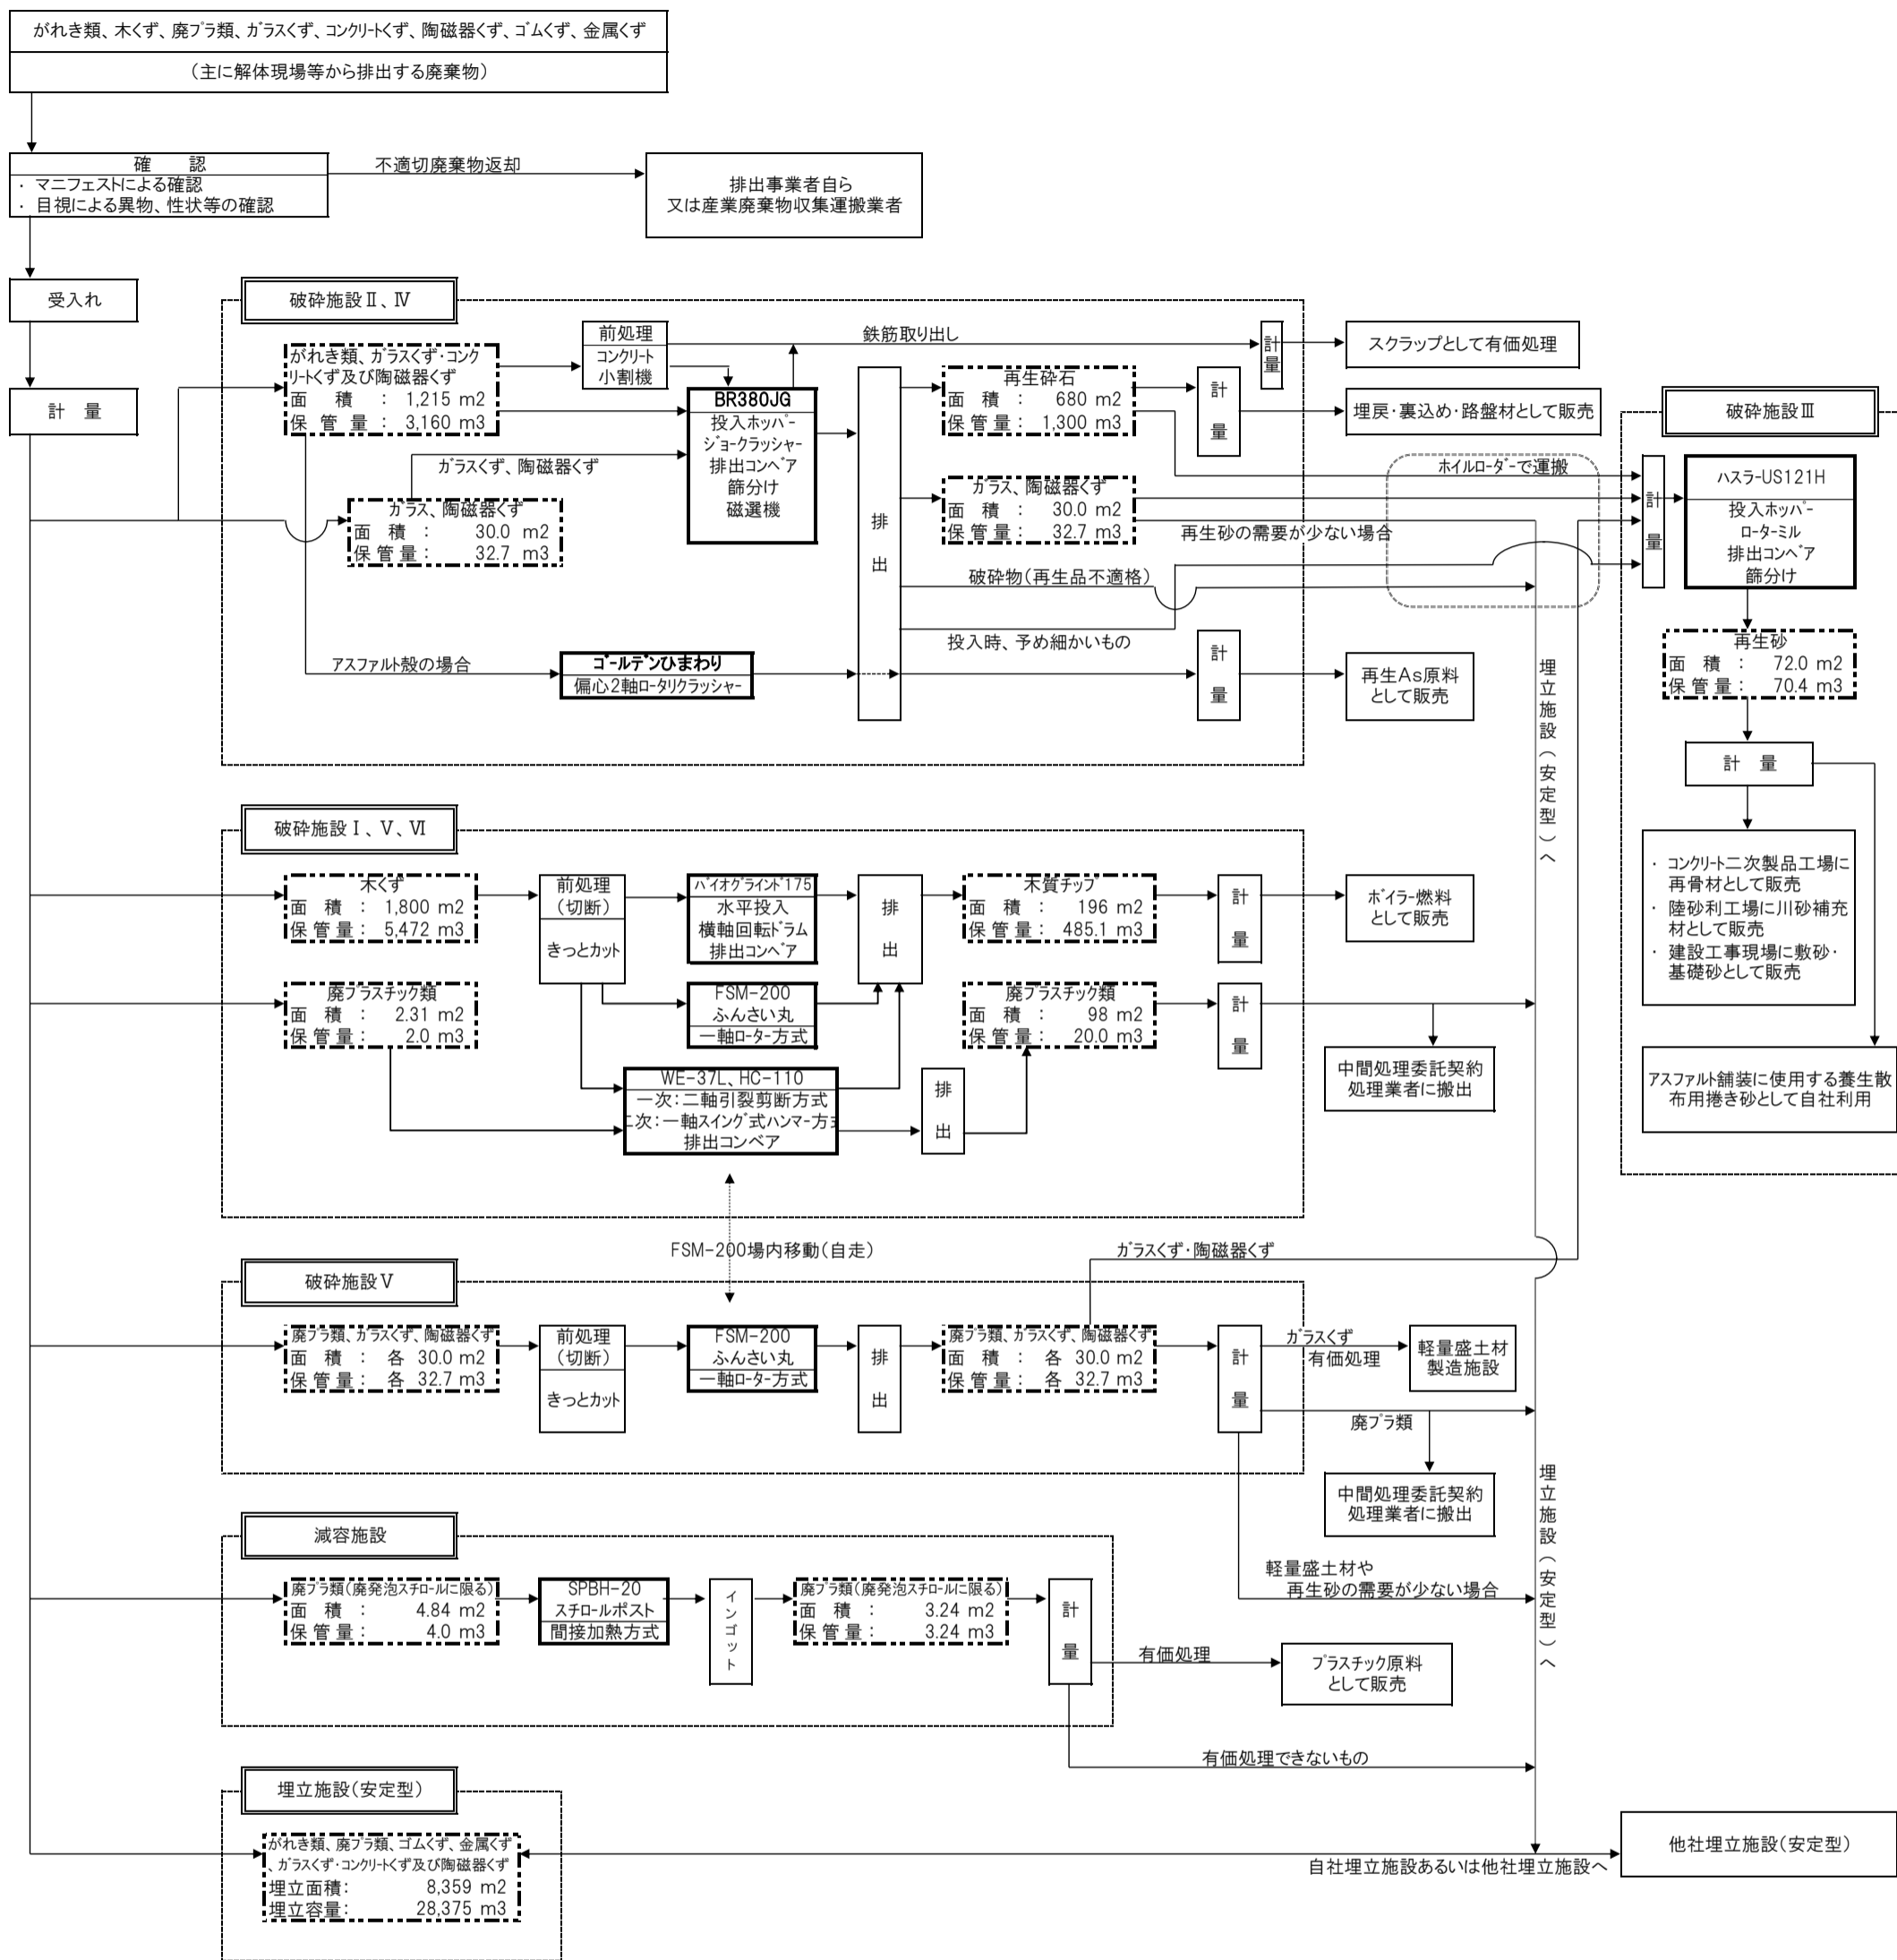 がれき類、木くず、廃プラ類、ガラスくず、コンクリートくず、陶磁器くず、ゴムくず、金属くず
（主に解体現場等から排出する廃棄物）
確　認
・ マニフェストによる確認
・ 目視による異物、性状等の確認
不適切廃棄物返却
排出事業者自ら
又は産業廃棄物収集運搬業者
受入れ
計　量
破砕施設Ⅱ、Ⅳ
がれき類、ガラスくず・コンク
リートくず及び陶磁器くず
面　積　：　1,215 m2
保 管 量 ： 3,160 m3
前処理
コンクリート
小割機
鉄筋取り出し
計量
スクラップとして有価処理
BR380JG
投入ホッパー
ジョークラッシャー
排出コンベア
篩分け
磁選機
ガラスくず、陶磁器くず
ガラス、陶磁器くず
面　積　：　30.0 m2
保 管 量 ：　32.7 m3
排出
再生砕石
面　積　：　680 m2
保 管 量 ： 1,300 m3
計量
埋戻・裏込め・路盤材として販売
ガラス、陶磁器くず
面　積　：　30.0 m2
保 管 量 ：　32.7 m3
ホイルローダーで運搬
再生砂の需要が少ない場合
破砕物（再生品不適格）
投入時、予め細かいもの
アスファルト殻の場合
ゴールデンひまわり
偏心2軸ロータリクラッシャー
計量
再生As原料
として販売
埋立施設（安定型）へ
破砕施設Ⅲ
計量
ハスラーUS121H
投入ホッパー
ローターミル
排出コンベア
篩分け
再生砂
面　積　：　72.0 m2
保 管 量 ：　70.4 m3
計　量
・ コンクリート二次製品工場に
再骨材として販売
・ 陸砂利工場に川砂補充
材として販売
・ 建設工事現場に敷砂・
基礎砂として販売
アスファルト舗装に使用する養生散
布用捲き砂として自社利用
破砕施設Ⅰ、Ⅴ、Ⅵ
木くず
面　積　： 1,800 m2
保 管 量 ： 5,472 m3
前処理
（切断）
きっとカット
バイオグラインド175
水平投入
横軸回転ドラム
排出コンベア
排出
木質チップ
面　積　：　196 m2
保 管 量 ： 485.1 m3
計量
ボイラー燃料
として販売
廃プラスチック類
面　積　：　2.31 m2
保 管 量 ：　2.0 m3
FSM-200
ふんさい丸
一軸ローター方式
廃プラスチック類
面　積　：　98 m2
保 管 量 ：　20.0 m3
計量
中間処理委託契約
処理業者に搬出
WE-37L、HC-110
一次：二軸引裂剪断方式
二次：一軸スイング式ハンマー方式
排出コンベア
排出
FSM-200場内移動（自走）
ガラスくず・陶磁器くず
破砕施設Ⅴ
廃プラ類、ガラスくず、陶磁器くず
面　積　：　各 30.0 m2
保 管 量 ：　各 32.7 m3
前処理
（切断）
きっとカット
FSM-200
ふんさい丸
一軸ローター方式
排出
廃プラ類、ガラスくず、陶磁器くず
面　積　：　各 30.0 m2
保 管 量 ：　各 32.7 m3
計量
ガラスくず
有価処理
軽量盛土材
製造施設
廃プラ類
中間処理委託契約
処理業者に搬出
軽量盛土材や
再生砂の需要が少ない場合
埋立施設（安定型）へ
減容施設
廃プラ類（廃発泡スチロールに限る）
面　積　：　4.84 m2
保 管 量 ：　4.0 m3
SPBH-20
スチロールポスト
間接加熱方式
インゴット
廃プラ類（廃発泡スチロールに限る）
面　積　：　3.24 m2
保 管 量 ：　3.24 m3
計量
有価処理
プラスチック原料
として販売
有価処理できないもの
埋立施設（安定型）
がれき類、廃プラ類、ゴムくず、金属くず
、ガラスくず・コンクリートくず及び陶磁器くず
埋立面積：　8,359 m2
埋立容量：　28,375 m3
自社埋立施設あるいは他社埋立施設へ
他社埋立施設（安定型）